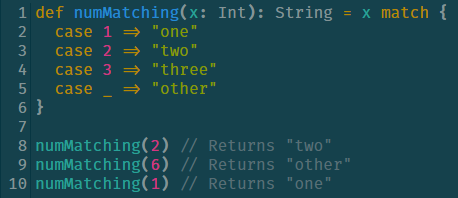 1 def numMatching(x: Int): String = x match {
2   case 1 => "one"
3   case 2 => "two"
4   case 3 => "three"
5   case _ => "other"
6 }
7
8 numMatching(2) // Returns "two"
9 numMatching(6) // Returns "other"
10 numMatching(1) // Returns "one"